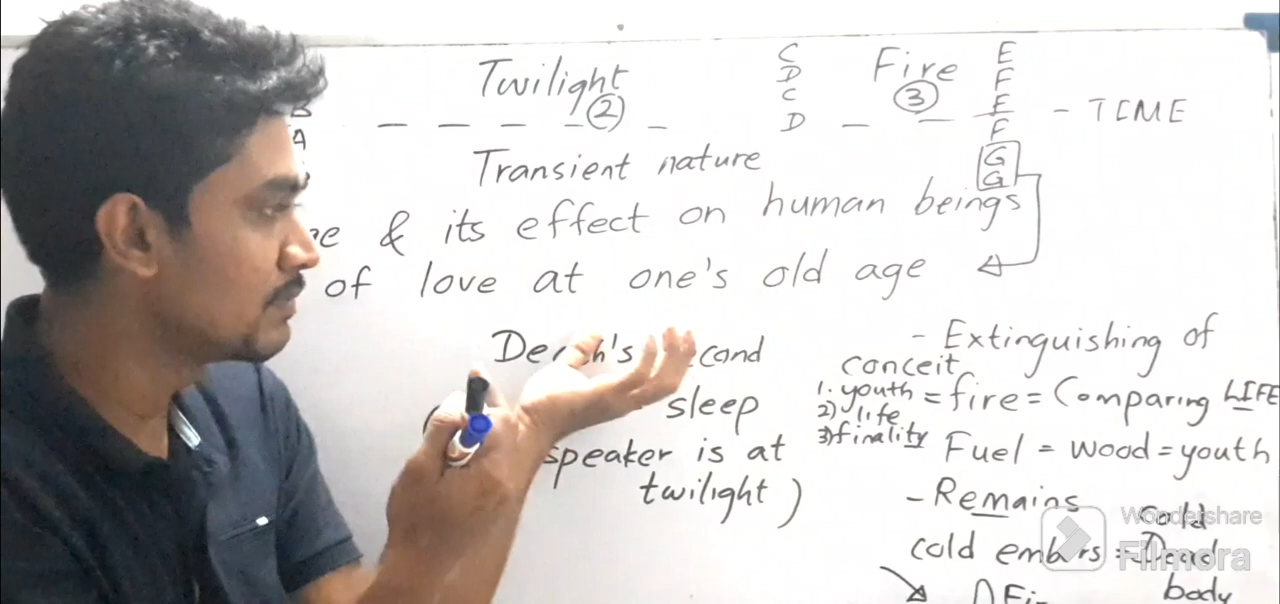 Twilight
(2)
C
D
C
D
Fire
(3)
E
F
E
F
G
G
- TIME
A
Transient nature
& its effect on human beings
of love at one's old age
- Extinguishing of
conceit
1. youth = fire = Comparing LIFE
2) life
3) finality
Fuel = wood = youth
sleep
speaker is at
twilight )
- Remains
cold embers = Dead
body
Wondershare
Filmora